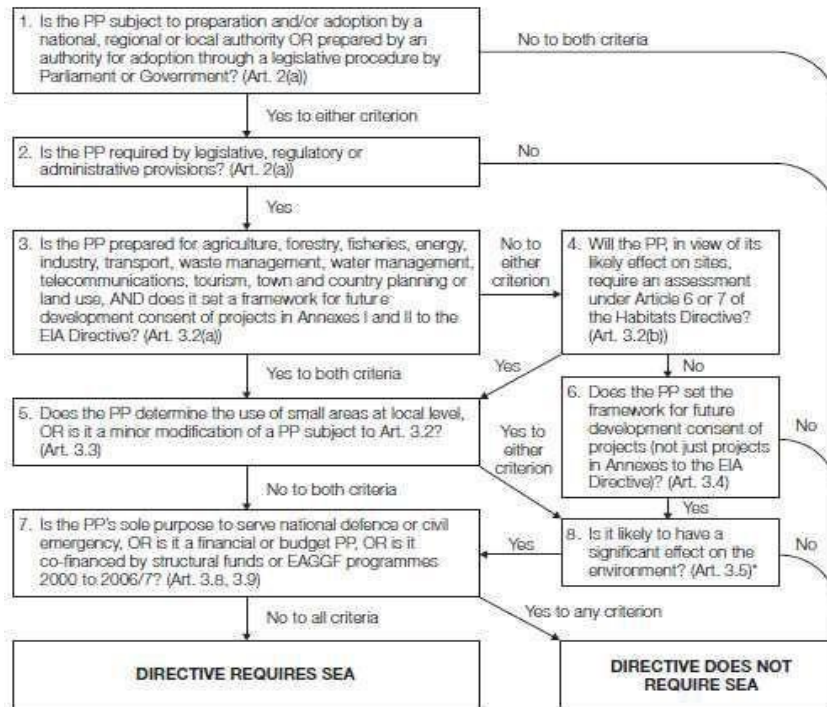 1. Is the PP subject to preparation and/or adoption by a
national, regional or local authority OR prepared by an
authority for adoption through a legislative procedure by
Parliament or Government? (Art. 2(a))
No to both criteria
Yes to either criterion
2. Is the PP required by legislative, regulatory or
administrative provisions? (Art. 2(a))
No
Yes
3. Is the PP prepared for agriculture, forestry, fisheries, energy,
industry, transport, waste management, water management,
telecommunications, tourism, town and country planning or
land use, AND does it set a framework for future
development consent of projects in Annexes I and II to the
EIA Directive? (Art. 3.2(a))
No to
either
criterion
4. Will the PP, in view of its
likely effect on sites,
require an assessment
under Article 6 or 7 of
the Habitats Directive?
(Art. 3.2(b))
Yes to both criteria
Yes
No
5. Does the PP determine the use of small areas at local level,
OR is it a minor modification of a PP subject to Art. 3.2?
(Art. 3.3)
Yes to
either
criterion
6. Does the PP set the
framework for future
development consent of
projects (not just projects
in Annexes to the EIA
Directive)? (Art. 3.4)
No
No to both criteria
Yes
7. Is the PP's sole purpose to serve national defence or civil
emergency, OR is it a financial or budget PP, OR is it
co-financed by structural funds or EAGGF programmes
2000 to 2006/7? (Art. 3.8, 3.9)
Yes
8. Is it likely to have a
significant effect on the
environment? (Art. 3.5)*
No
No to all criteria
Yes to any criterion
DIRECTIVE REQUIRES SEA
DIRECTIVE DOES NOT
REQUIRE SEA